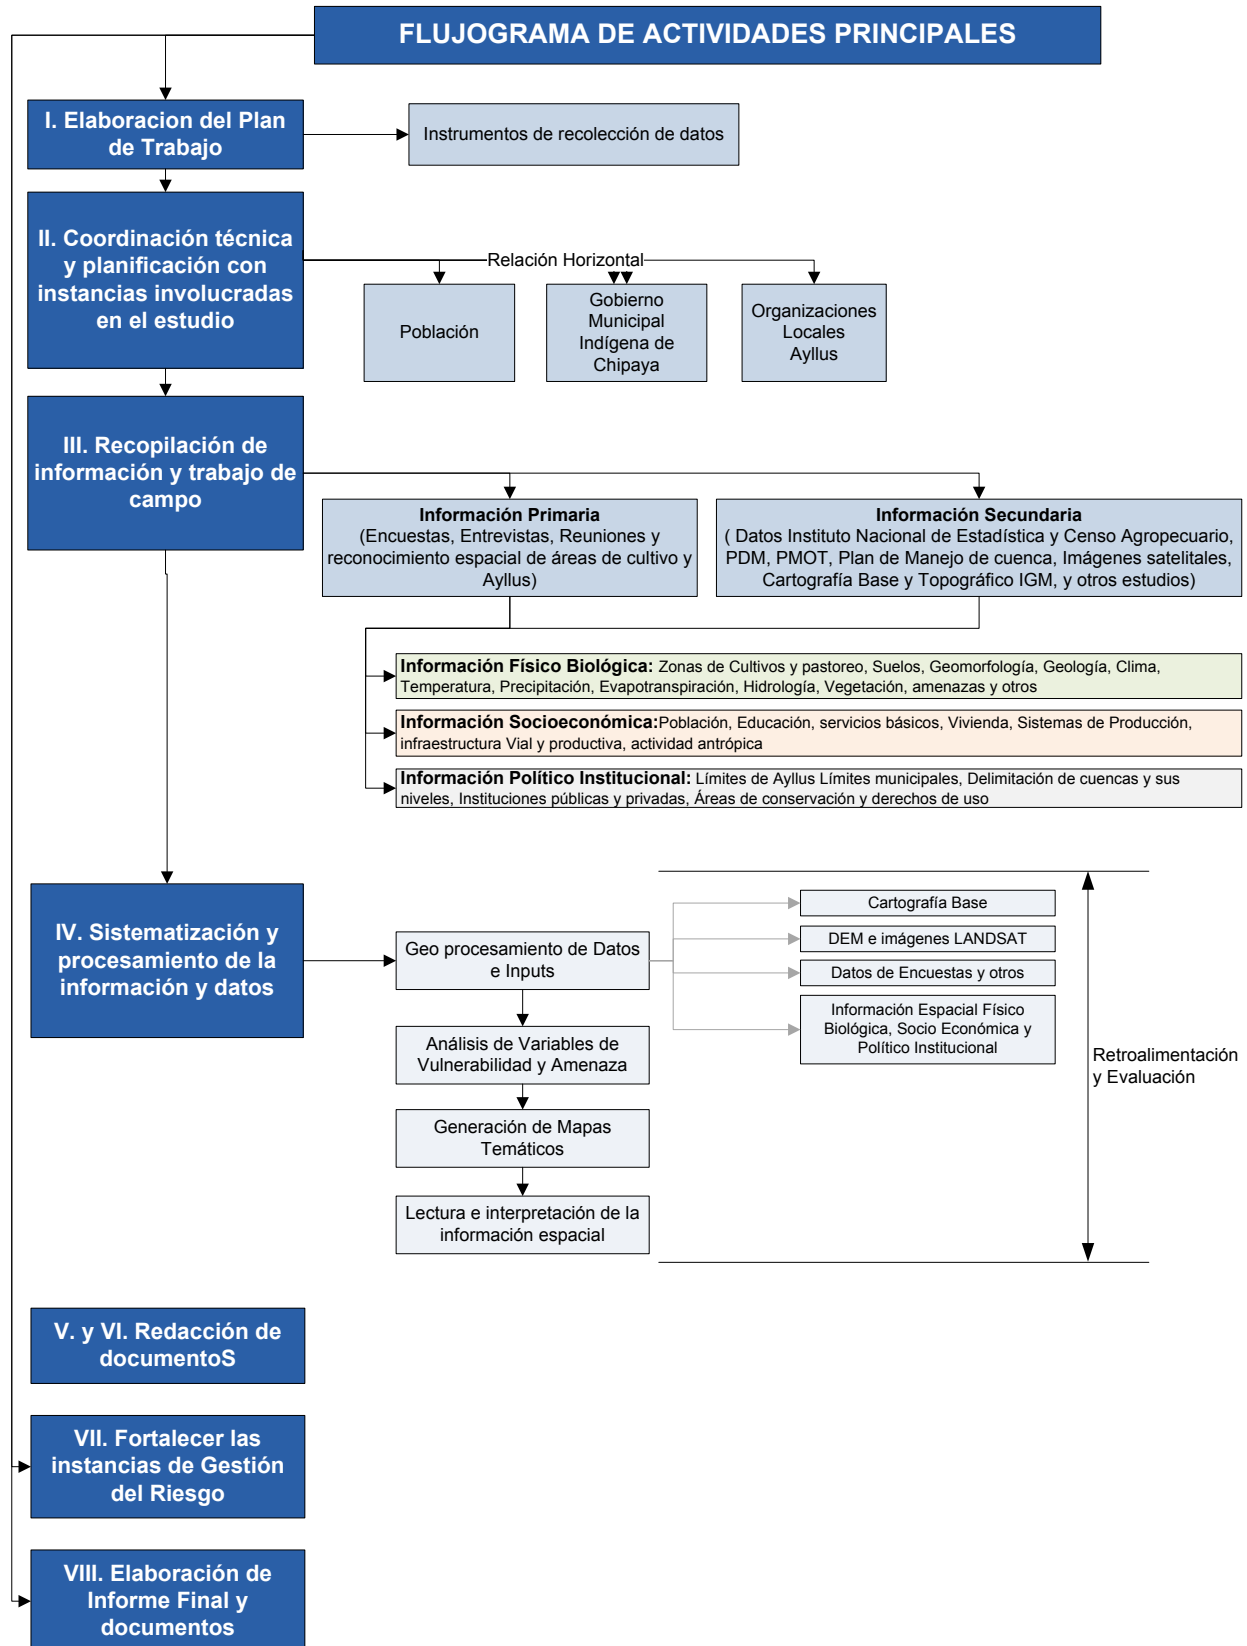 FLUJOGRAMA DE ACTIVIDADES PRINCIPALES
I. Elaboracion del Plan
de Trabajo
Instrumentos de recolección de datos
II. Coordinación técnica
y planificación con
instancias involucradas
en el estudio
Relación Horizontal
Población
Gobierno
Municipal
Indígena de
Chipaya
Organizaciones
Locales
Ayllus
III. Recopilación de
información y trabajo de
campo
Información Primaria
(Encuestas, Entrevistas, Reuniones y
reconocimiento espacial de áreas de cultivo y
Ayllus)
Información Secundaria
( Datos Instituto Nacional de Estadística y Censo Agropecuario,
PDM, PMOT, Plan de Manejo de cuenca, Imágenes satelitales,
Cartografía Base y Topográfico IGM, y otros estudios)
Información Físico Biológica: Zonas de Cultivos y pastoreo, Suelos, Geomorfología, Geología, Clima,
Temperatura, Precipitación, Evapotranspiración, Hidrología, Vegetación, amenazas y otros
Información Socioeconómica:Población, Educación, servicios básicos, Vivienda, Sistemas de Producción,
infraestructura Vial y productiva, actividad antrópica
Información Político Institucional: Límites de Ayllus Límites municipales, Delimitación de cuencas y sus
niveles, Instituciones públicas y privadas, Áreas de conservación y derechos de uso
IV. Sistematización y
procesamiento de la
información y datos
Geo procesamiento de Datos
e Inputs
Cartografía Base
DEM e imágenes LANDSAT
Datos de Encuestas y otros
Información Espacial Físico
Biológica, Socio Económica y
Político Institucional
Análisis de Variables de
Vulnerabilidad y Amenaza
Generación de Mapas
Temáticos
Lectura e interpretación de la
información espacial
Retroalimentación
y Evaluación
V. y VI. Redacción de
documentoS
VII. Fortalecer las
instancias de Gestión
del Riesgo
VIII. Elaboración de
Informe Final y
documentos